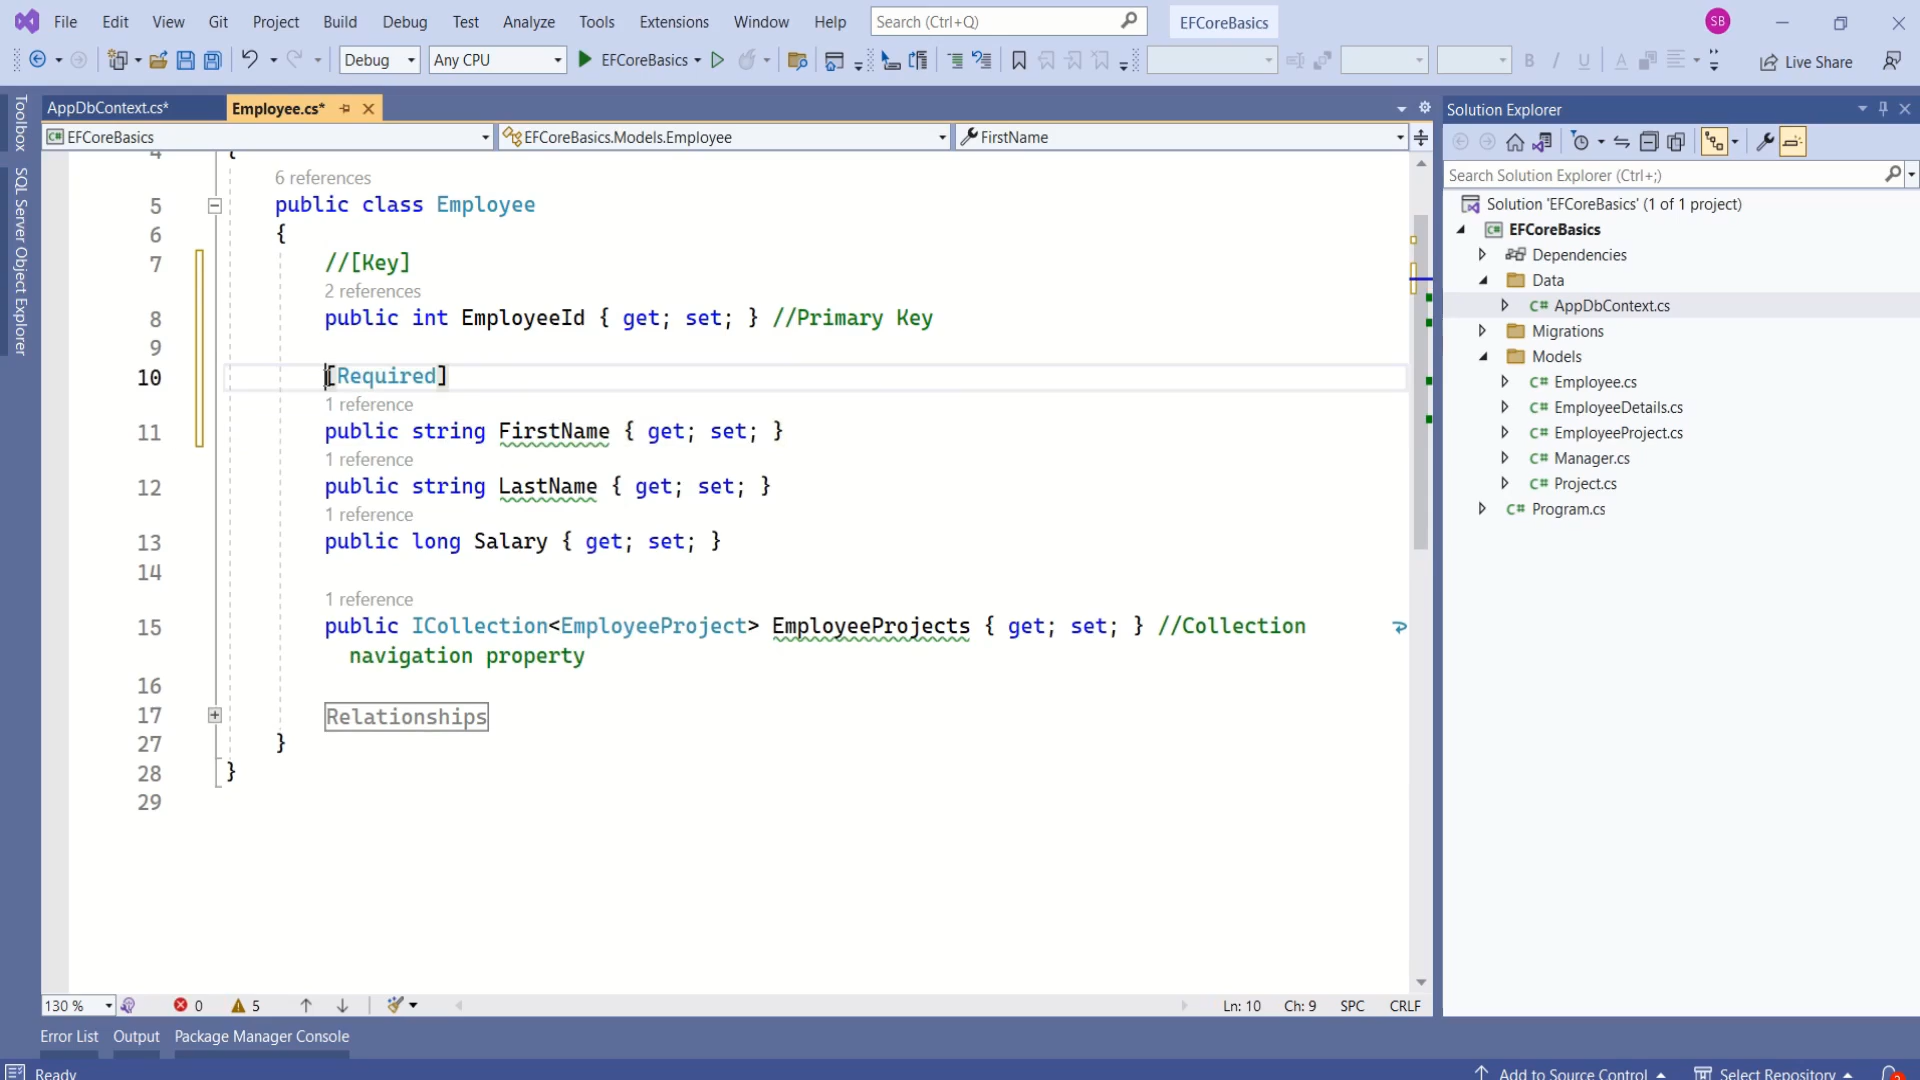 File Edit View Git Project Build Debug Test Analyze Tools Extensions Window Help Search (Ctrl+Q) EFCoreBasics SB
Debug Any CPU EFCoreBasics Live Share
Toolbox
SQL Server Object Explorer
AppDbContext.cs* Employee.cs*
EFCoreBasics EFCoreBasics.Models.Employee FirstName
4 {
6 references
5 public class Employee
6 {
7 //[Key]
2 references
8 public int EmployeeId { get; set; } //Primary Key
9
10 [Required]
1 reference
11 public string FirstName { get; set; }
1 reference
12 public string LastName { get; set; }
1 reference
13 public long Salary { get; set; }
14
1 reference
15 public ICollection<EmployeeProject> EmployeeProjects { get; set; } //Collection
navigation property
16
17 Relationships
27 }
28 }
29
130 % 0 5 Ln: 10 Ch: 9 SPC CRLF
Error List Output Package Manager Console
Solution Explorer
Search Solution Explorer (Ctrl+;)
Solution 'EFCoreBasics' (1 of 1 project)
C# EFCoreBasics
Dependencies
Data
C# AppDbContext.cs
Migrations
Models
C# Employee.cs
C# EmployeeDetails.cs
C# EmployeeProject.cs
C# Manager.cs
C# Project.cs
C# Program.cs
Ready Add to Source Control Select Repository